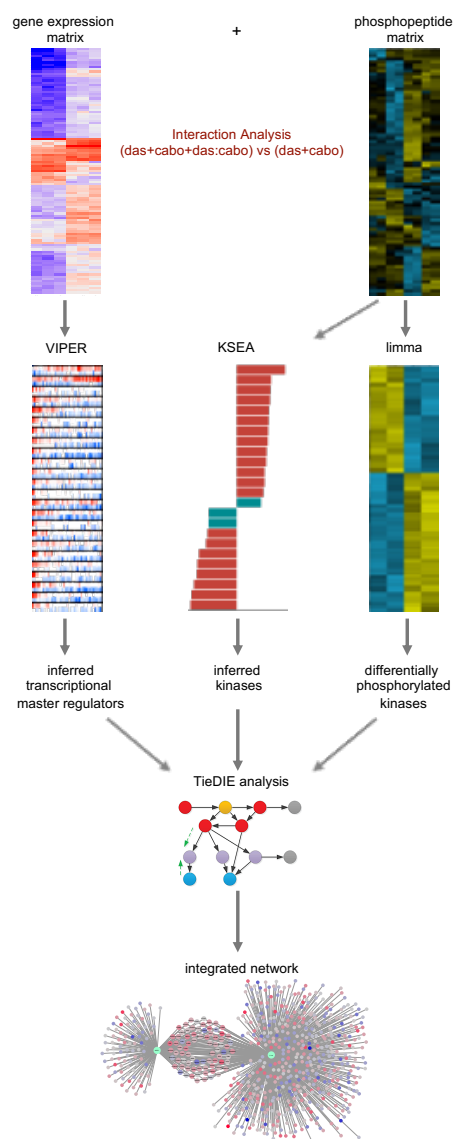 gene expression
matrix
+
phosphopeptide
matrix
Interaction Analysis
(das+cabo+das:cabo) vs (das+cabo)
VIPER
KSEA
limma
inferred
transcriptional
master regulators
inferred
kinases
differentially
phosphorylated
kinases
TieDIE analysis
integrated network